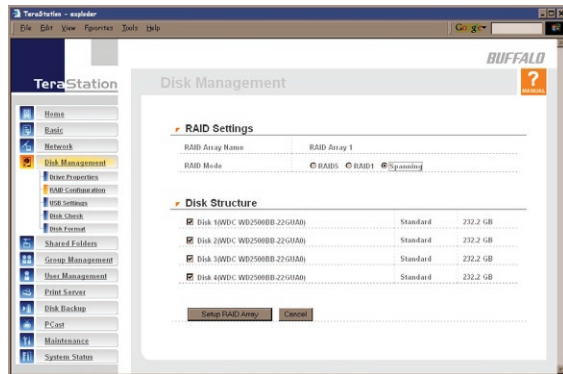 TeraStation - exploder
File Edit View Favorites Tools Help
Google
BUFFALO
TeraStation
Disk Management
?
MANUAL
Home
Basic
Network
Disk Management
Drive Properties
RAID Configuration
USB Settings
Disk Check
Disk Format
Shared Folders
Group Management
User Management
Print Server
Disk Backup
PCast
Maintenance
System Status
RAID Settings
RAID Array Name RAID Array 1
RAID Mode RAID5 RAID1 Spanning
Disk Structure
Disk 1(WDC WD2500BB-22GUA0) Standard 232.2 GB
Disk 2(WDC WD2500BB-22GUA0) Standard 232.2 GB
Disk 3(WDC WD2500BB-22GUA0) Standard 232.2 GB
Disk 4(WDC WD2500BB-22GUA0) Standard 232.2 GB
Setup RAID Array Cancel